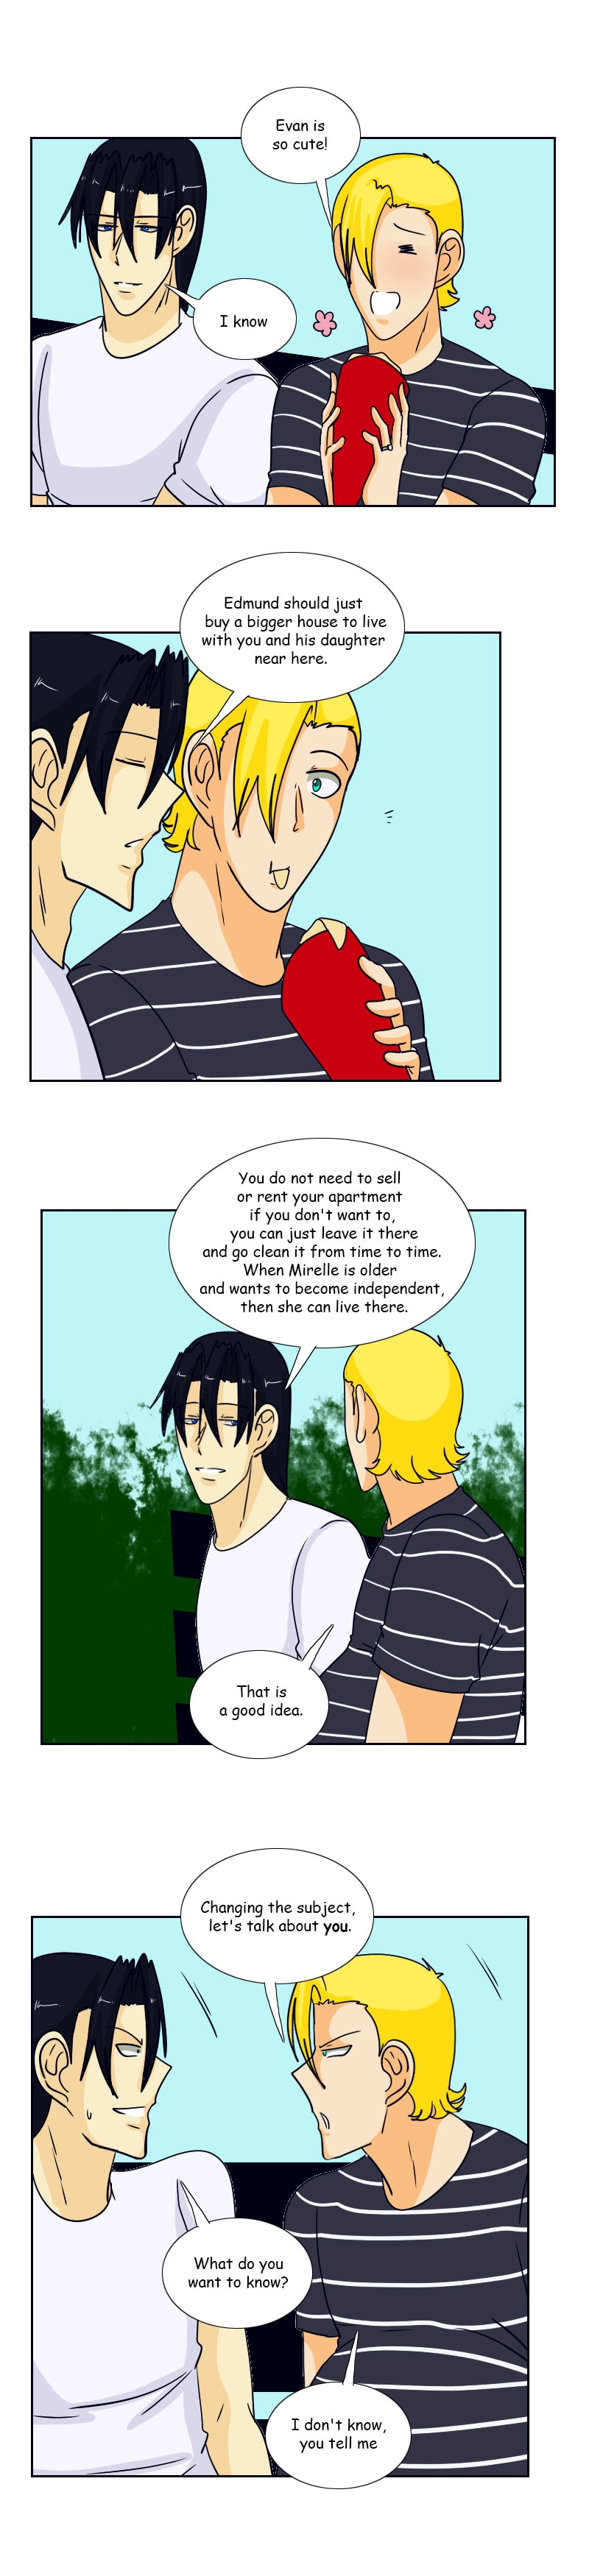 Evan is
so cute!
I know
Edmund should just
buy a bigger house to live
with you and his daughter
near here.
You do not need to sell
or rent your apartment
if you don't want to,
you can just leave it there
and go clean it from time to time.
When Mirelle is older
and wants to become independent,
then she can live there.
That is
a good idea.
Changing the subject,
let's talk about you.
What do you
want to know?
I don't know,
you tell me